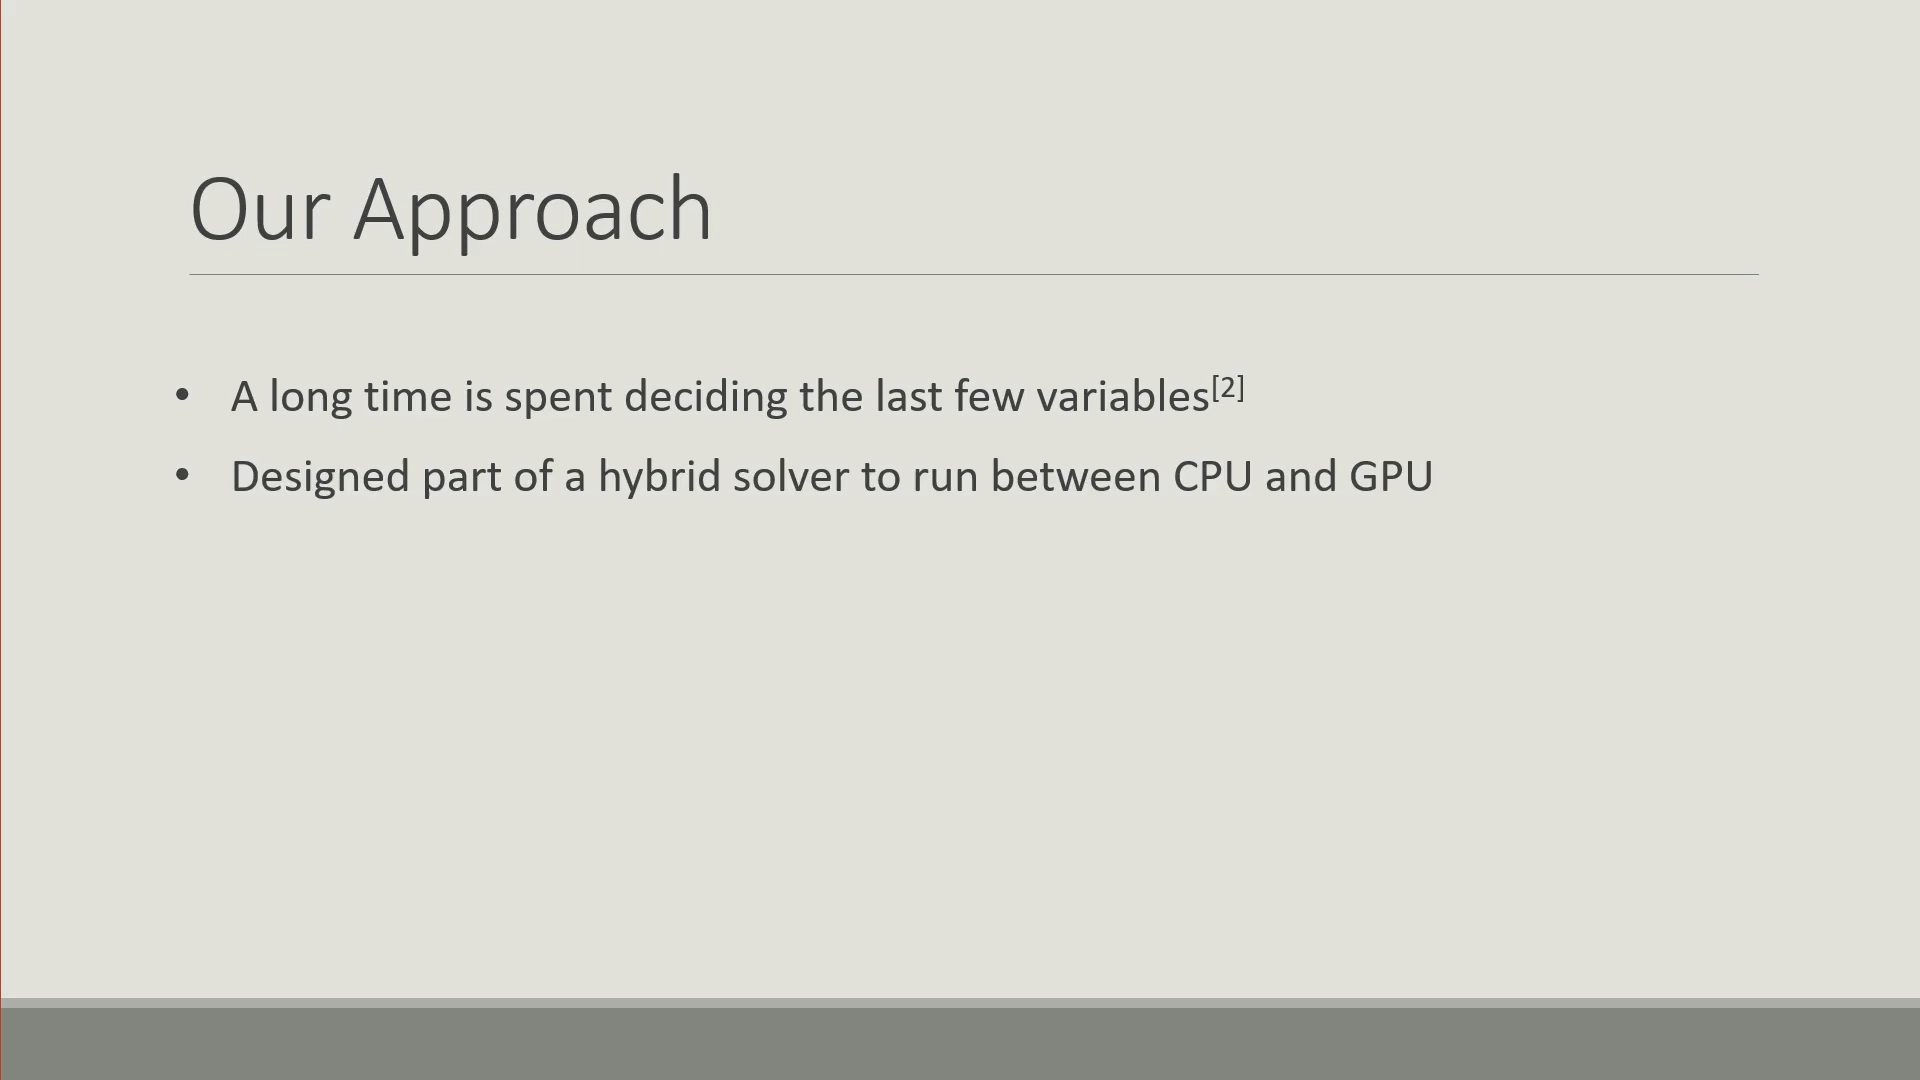 Our Approach
• A long time is spent deciding the last few variables[2]
• Designed part of a hybrid solver to run between CPU and GPU